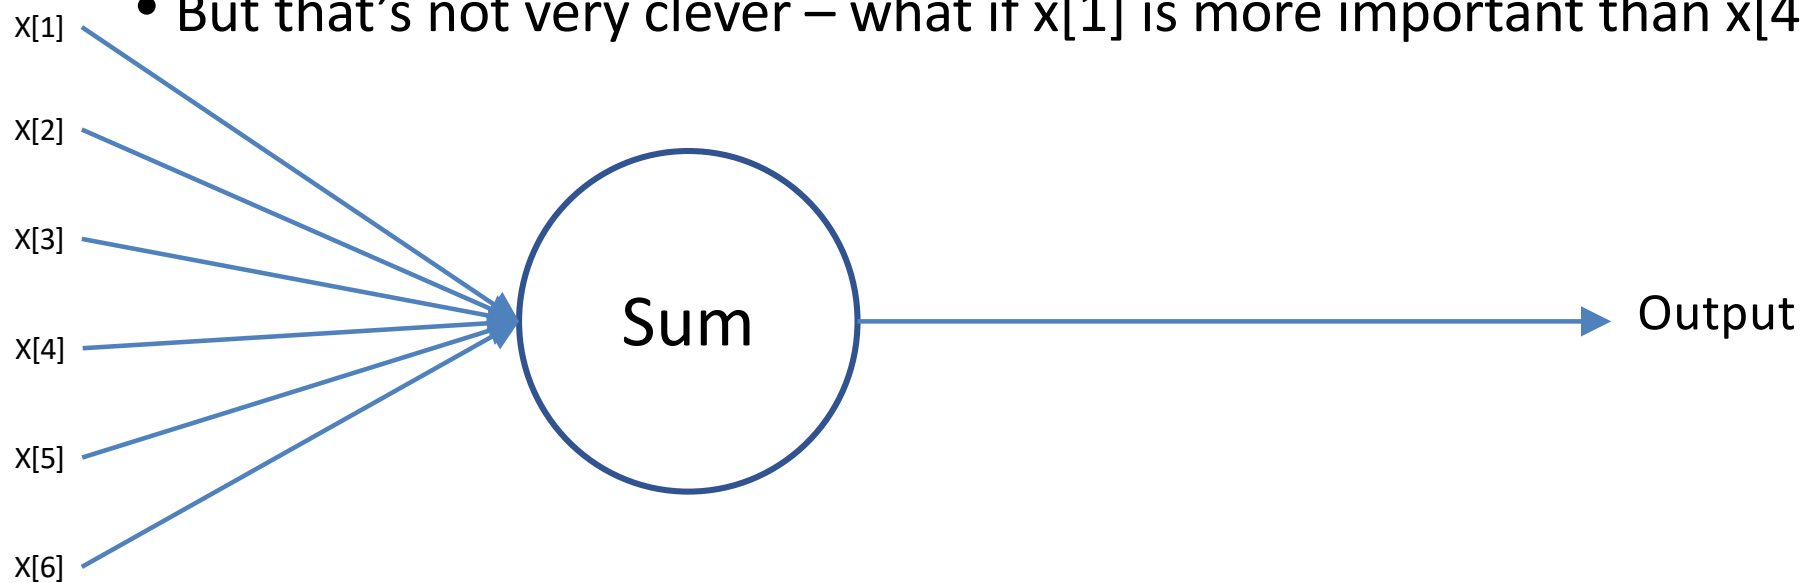 • But that's not very clever – what if x[1] is more important than x[4
X[1]
X[2]
X[3]
X[4]
X[5]
X[6]
Sum
Output